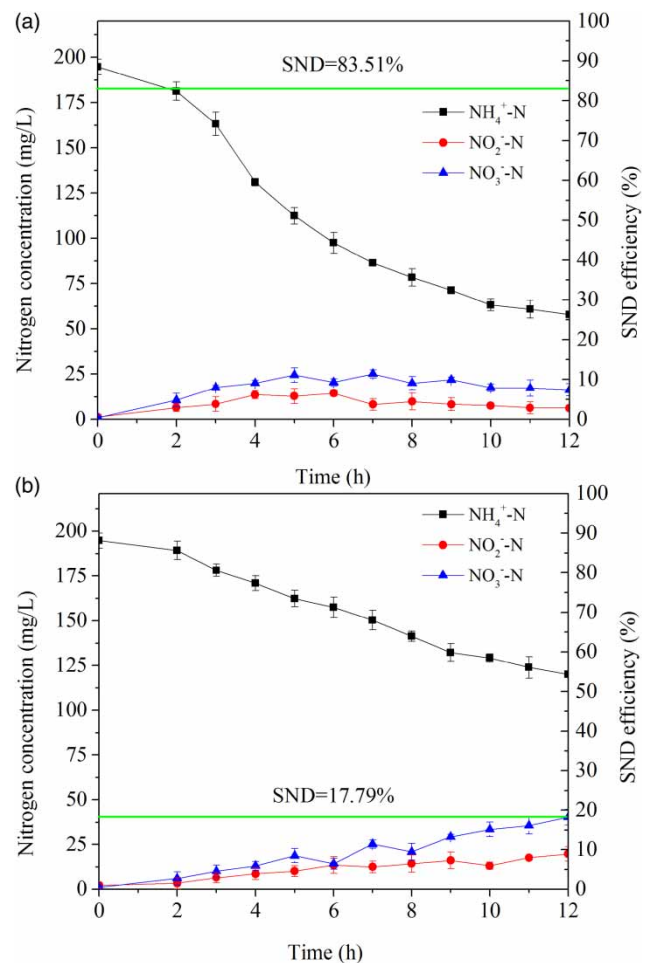 (a)
200
175
150
125
100
75
50
25
0
Nitrogen concentration (mg/L)
SND=83.51%
NH₄⁺-N
NO₂⁻-N
NO₃⁻-N
100
90
80
70
60
50
40
30
20
10
0
SND efficiency (%)
0 2 4 6 8 10 12
Time (h)
(b)
200
175
150
125
100
75
50
25
0
Nitrogen concentration (mg/L)
NH₄⁺-N
NO₂⁻-N
NO₃⁻-N
SND=17.79%
100
90
80
70
60
50
40
30
20
10
0
SND efficiency (%)
0 2 4 6 8 10 12
Time (h)